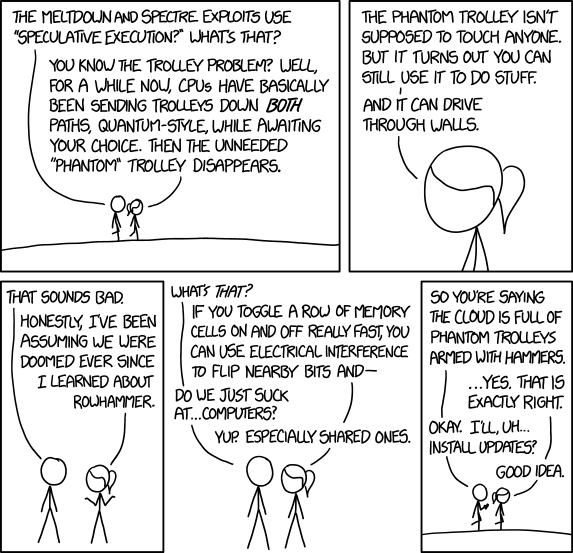 THE MELTDOWN AND SPECTRE EXPLOITS USE
"SPECULATIVE EXECUTION?" WHAT'S THAT?
YOU KNOW THE TROLLEY PROBLEM? WELL,
FOR A WHILE NOW, CPUs HAVE BASICALLY
BEEN SENDING TROLLEYS DOWN BOTH
PATHS, QUANTUM-STYLE, WHILE AWAITING
YOUR CHOICE. THEN THE UNNEEDED
"PHANTOM" TROLLEY DISAPPEARS.
THE PHANTOM TROLLEY ISN'T
SUPPOSED TO TOUCH ANYONE.
BUT IT TURNS OUT YOU CAN
STILL USE IT TO DO STUFF.
AND IT CAN DRIVE
THROUGH WALLS.
THAT SOUNDS BAD.
HONESTLY, I'VE BEEN
ASSUMING WE WERE
DOOMED EVER SINCE
I LEARNED ABOUT
ROWHAMMER.
WHAT'S THAT?
IF YOU TOGGLE A ROW OF MEMORY
CELLS ON AND OFF REALLY FAST, YOU
CAN USE ELECTRICAL INTERFERENCE
TO FLIP NEARBY BITS AND—
DO WE JUST SUCK
AT...COMPUTERS?
YUP. ESPECIALLY SHARED ONES.
SO YOU'RE SAYING
THE CLOUD IS FULL OF
PHANTOM TROLLEYS
ARMED WITH HAMMERS.
...YES. THAT IS
EXACTLY RIGHT.
OKAY. I'LL, UH...
INSTALL UPDATES?
GOOD IDEA.